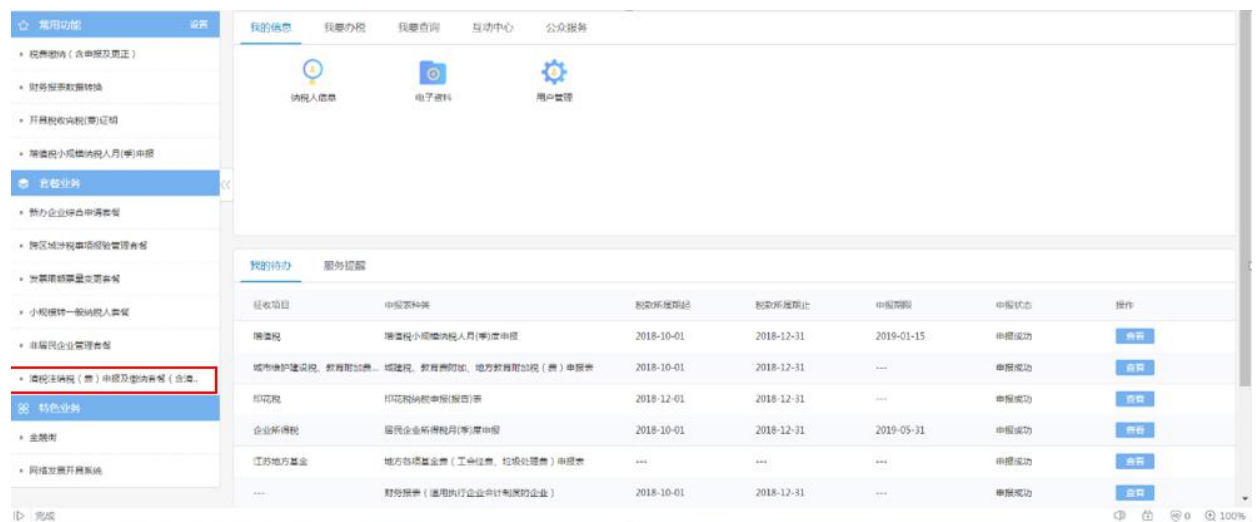 常用功能 设置
税费缴纳（含申报及更正）
财务报表数据转换
开具税收完税(费)证明
增值税小规模纳税人月(季)申报
套餐业务
新办企业综合申请套餐
跨区域涉税事项报验管理套餐
发票限额票量变更套餐
小规模转一般纳税人套餐
非居民企业管理套餐
清税注销税（费）申报及缴纳套餐（含清..
特色业务
金融街
网络发票开具系统
我的信息 我要办税 我要查询 互动中心 公众服务
纳税人信息 电子资料 用户管理
我的待办 服务提醒
征收项目 申报表种类 税款所属期起 税款所属期止 申报期限 申报状态 操作
增值税 增值税小规模纳税人月(季)度申报 2018-10-01 2018-12-31 2019-01-15 申报成功 查看
城市维护建设税、教育附加费... 城建税、教育费附加、地方教育附加税（费）申报表 2018-10-01 2018-12-31 --- 申报成功 查看
印花税 印花税纳税申报(报告)表 2018-12-01 2018-12-31 --- 申报成功 查看
企业所得税 居民企业所得税月(季)度申报 2018-10-01 2018-12-31 2019-05-31 申报成功 查看
江苏地方基金 地方各项基金费（工会经费、垃圾处理费）申报表 --- --- --- 申报成功 查看
--- 财务报表（适用执行企业会计制度的企业） 2018-10-01 2018-12-31 --- 申报成功 查看
完成 0 100%